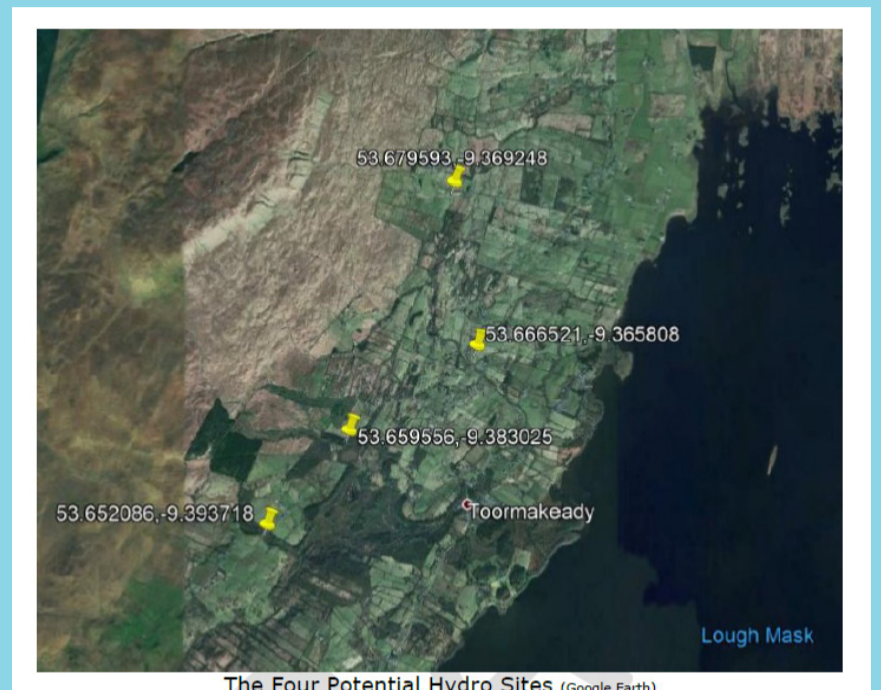 53.679593,-9.369248
53.666521,-9.365808
53.659556,-9.383025
53.652086,-9.393718
Toormakeady
Lough Mask
The Four Potential Hydro Sites (Google Earth)